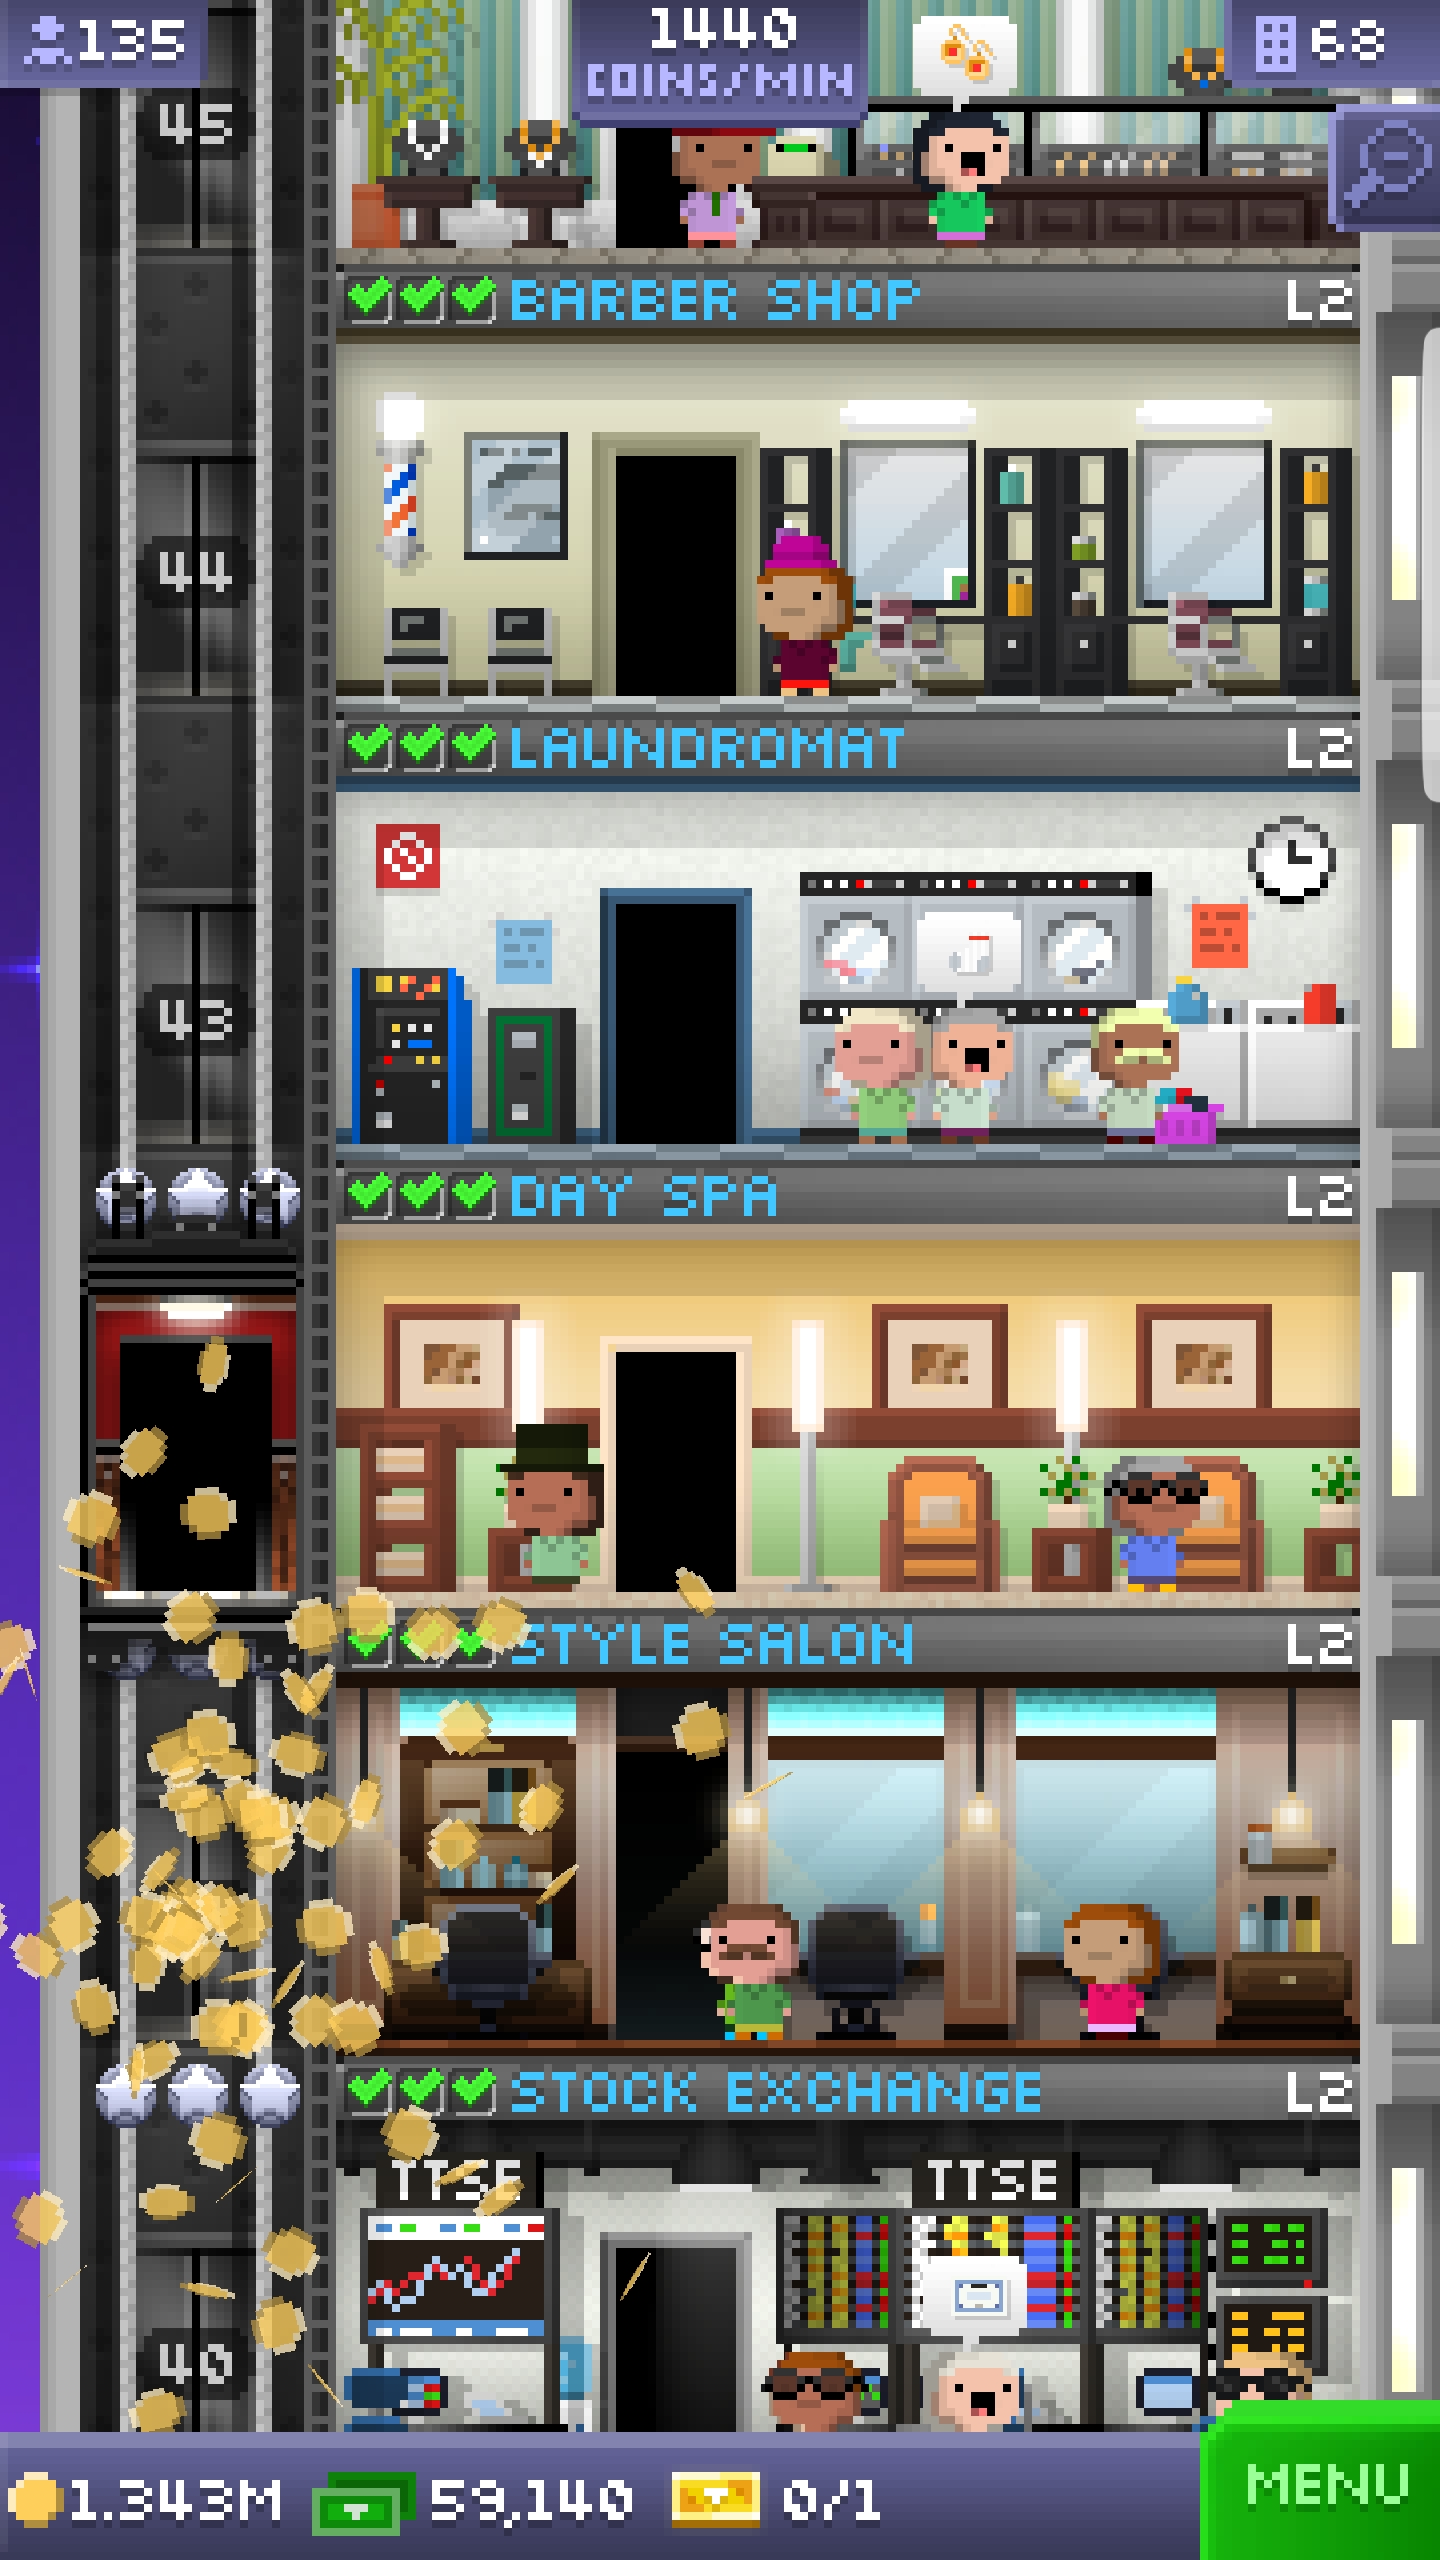 135
1440
COINS/MIN
68
45
BARBER SHOP L2
44
LAUNDROMAT L2
43
DAY SPA L2
STYLE SALON L2
STOCK EXCHANGE L2
TTSE TTSE
40
1.343M 59,140 0/1 MENU